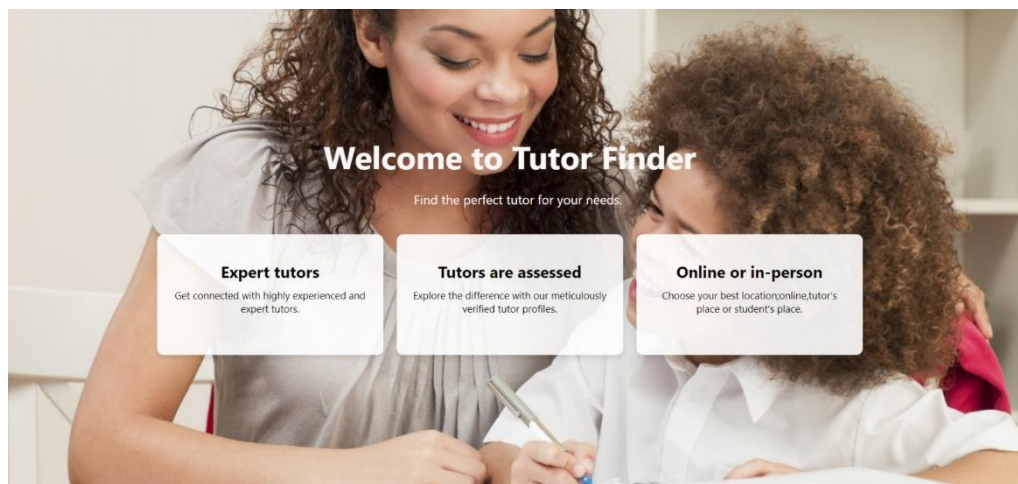 Welcome to Tutor Finder
Find the perfect tutor for your needs.
Expert tutors
Get connected with highly experienced and
expert tutors.
Tutors are assessed
Explore the difference with our meticulously
verified tutor profiles.
Online or in-person
Choose your best location;online,tutor's
place or student's place.